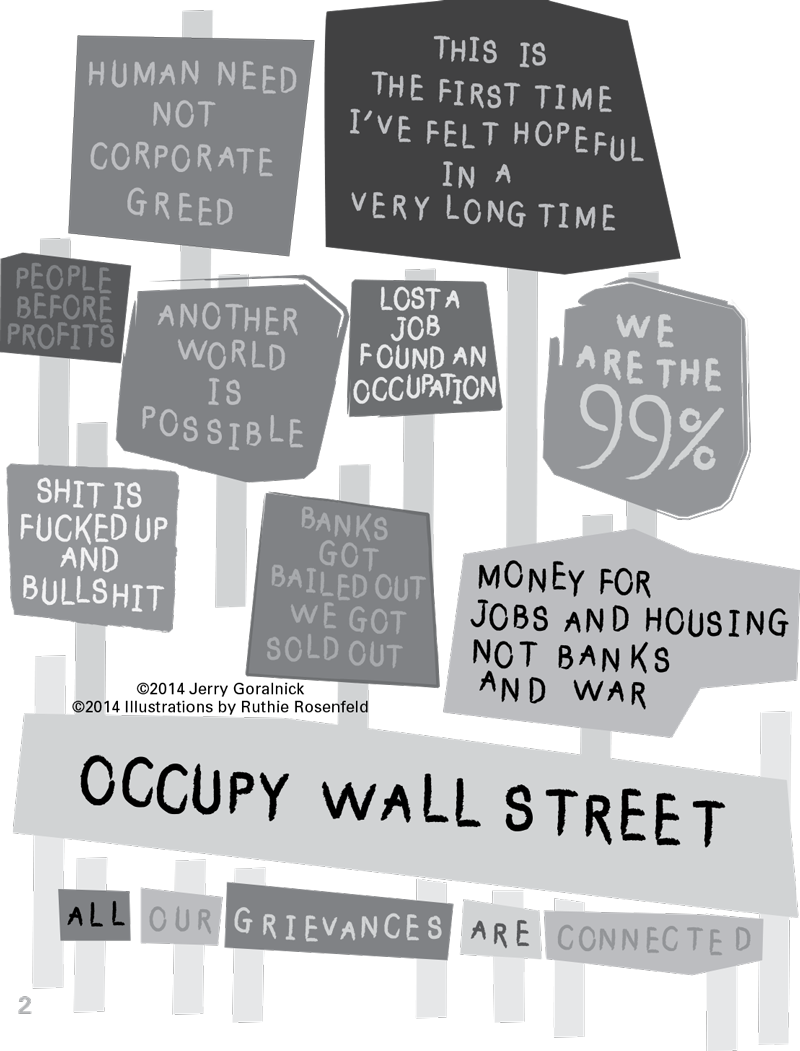 HUMAN NEED
NOT
CORPORATE
GREED
THIS IS
THE FIRST TIME
I'VE FELT HOPEFUL
IN A
VERY LONG TIME
PEOPLE
BEFORE
PROFITS
ANOTHER
WORLD
IS
POSSIBLE
LOST A
JOB
FOUND AN
OCCUPATION
WE
ARE THE
99%
SHIT IS
FUCKED UP
AND
BULLSHIT
BANKS
GOT
BAILED OUT
WE GOT
SOLD OUT
MONEY FOR
JOBS AND HOUSING
NOT BANKS
AND WAR
©2014 Jerry Goralnick
©2014 Illustrations by Ruthie Rosenfeld
OCCUPY WALL STREET
ALL OUR GRIEVANCES ARE CONNECTED
2